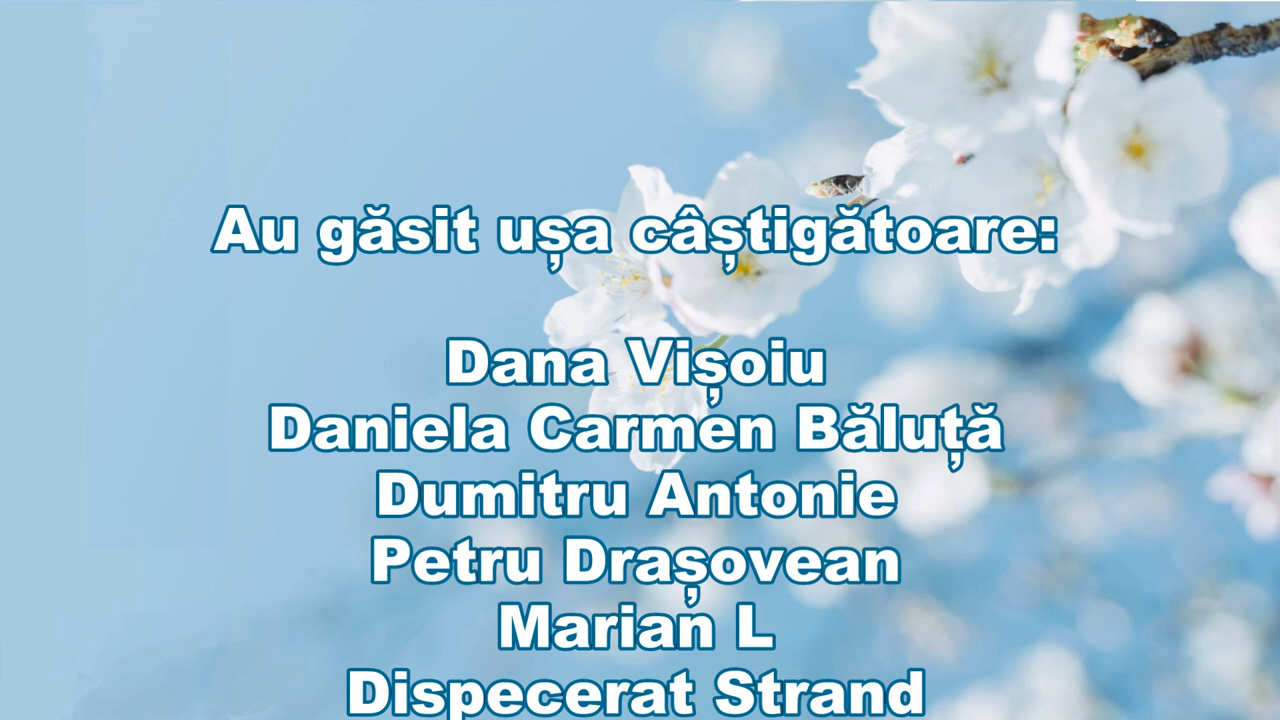 Au găsit ușa câștigătoare:
Dana Vișoiu
Daniela Carmen Băluță
Dumitru Antonie
Petru Drașovean
Marian L
Dispecerat Strand